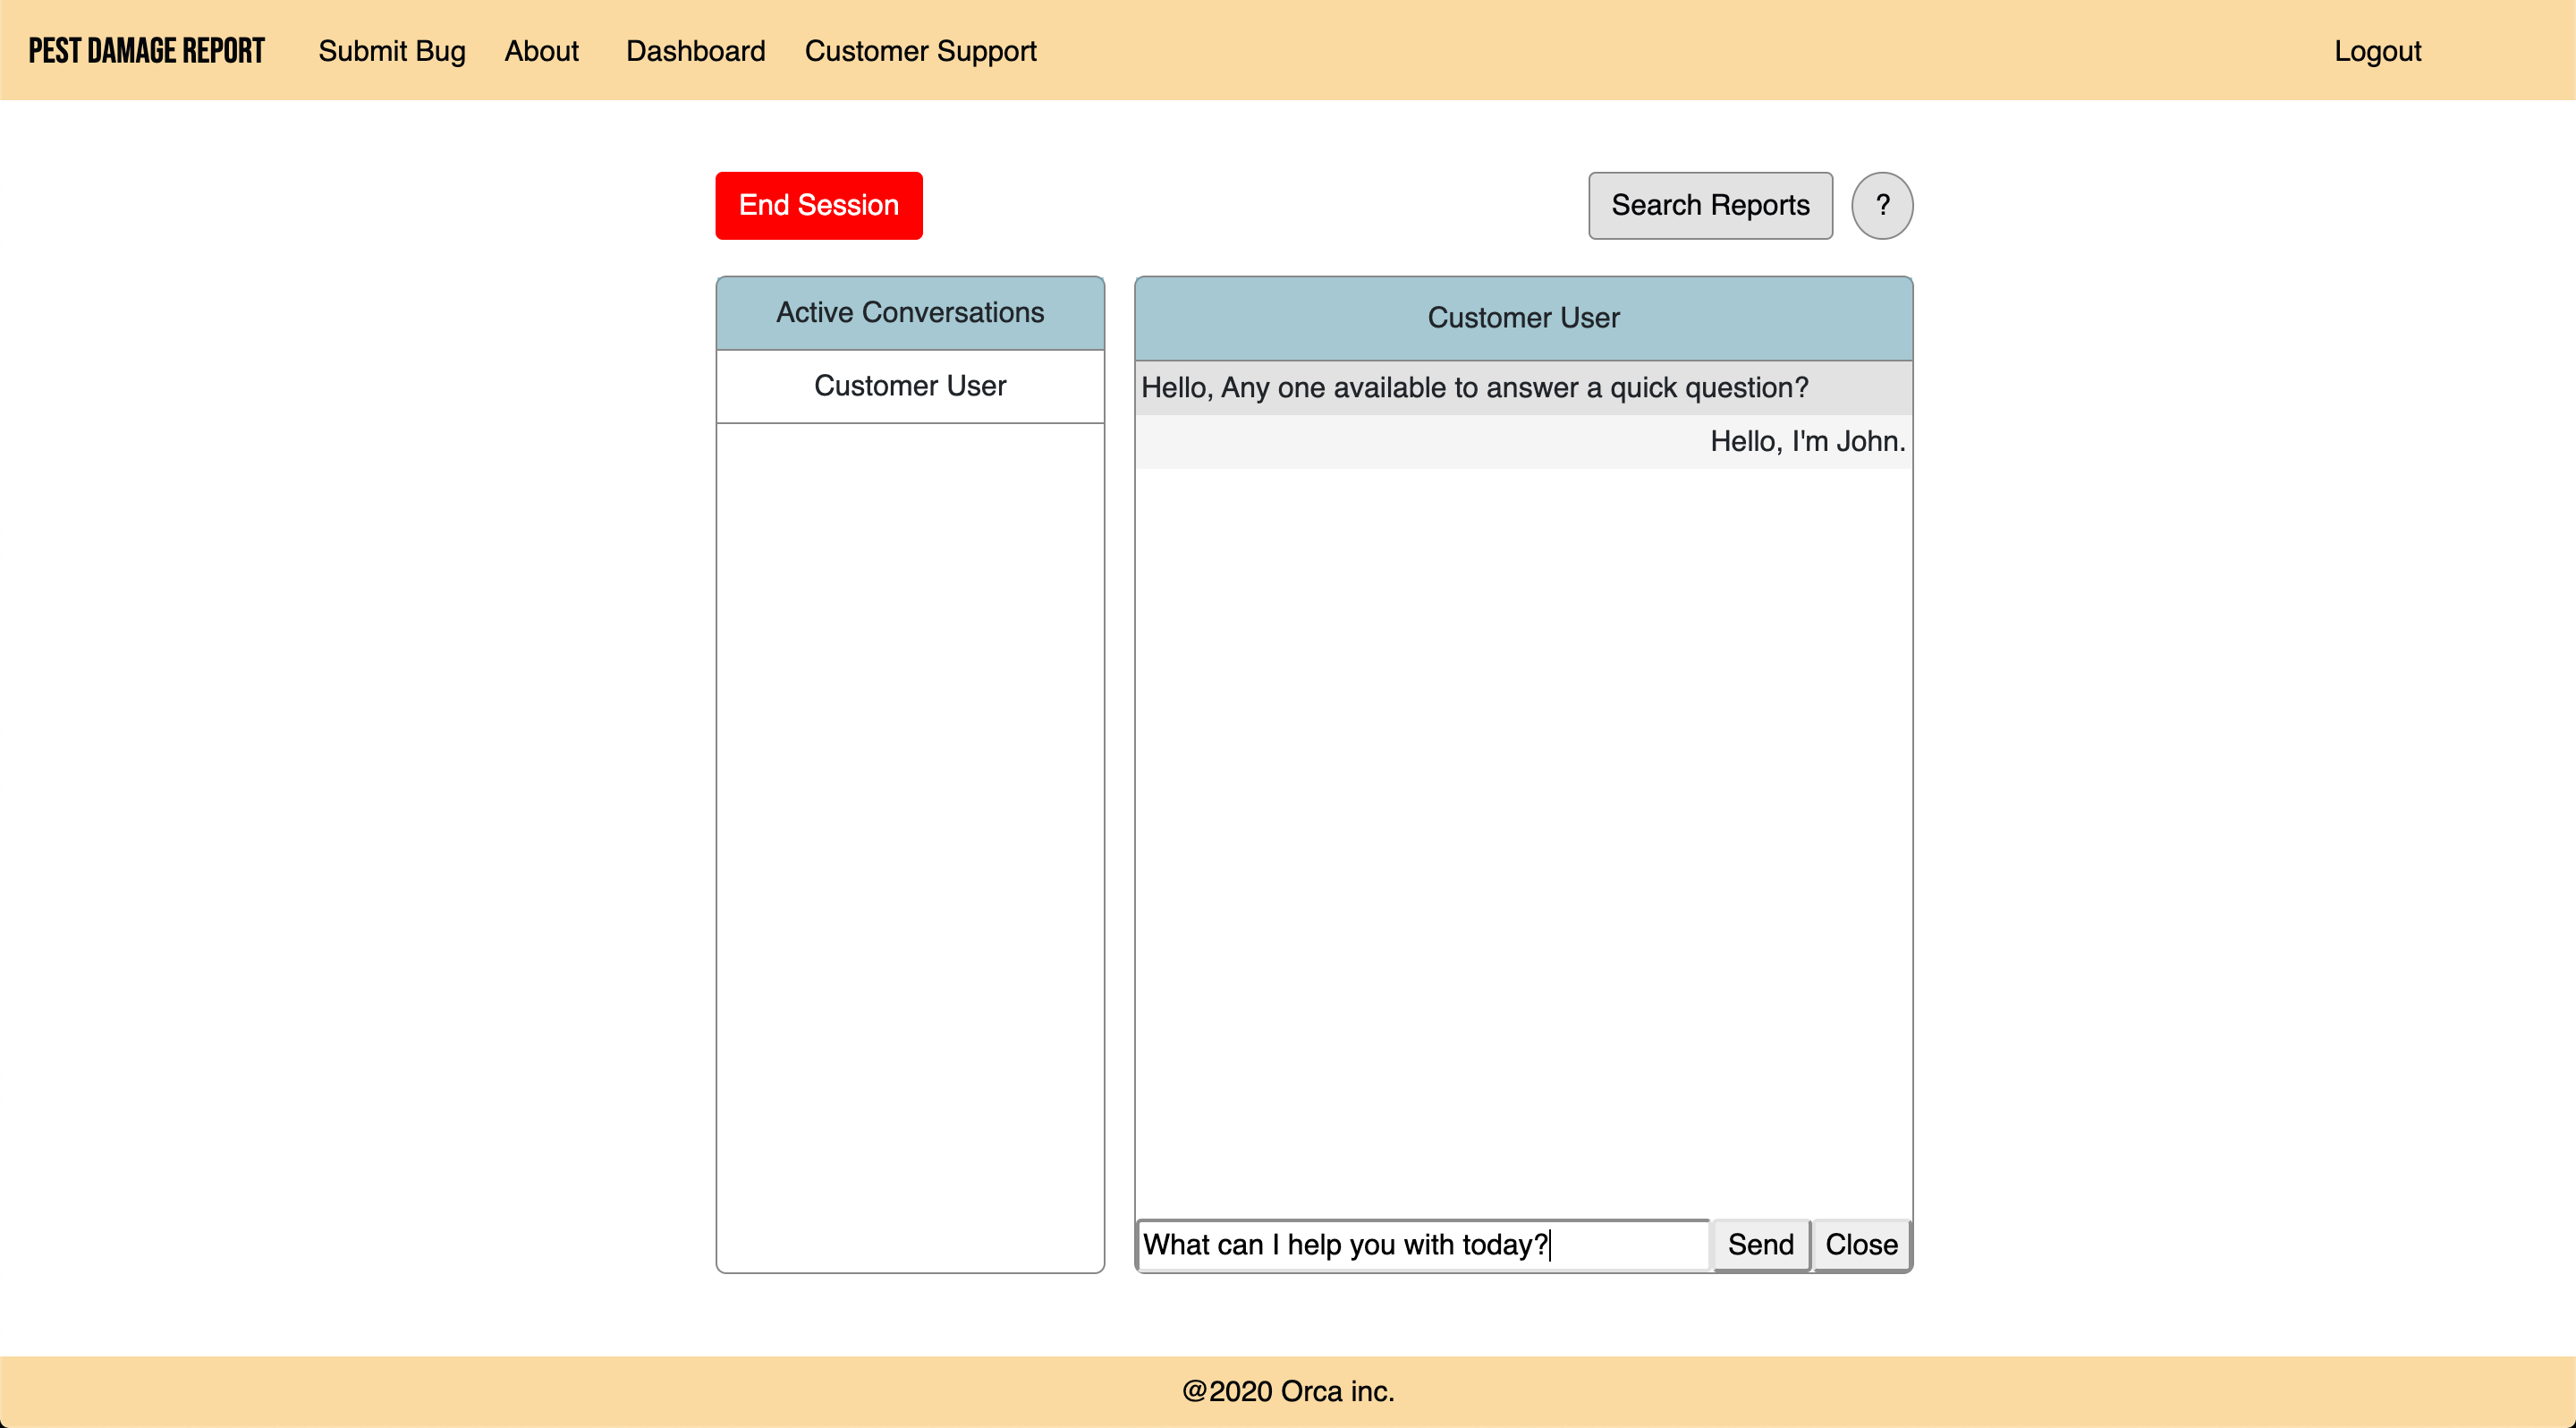 PEST DAMAGE REPORT Submit Bug About Dashboard Customer Support Logout
End Session Search Reports ?
Active Conversations
Customer User
Customer User
Hello, Any one available to answer a quick question?
Hello, I'm John.
What can I help you with today? Send Close
@2020 Orca inc.